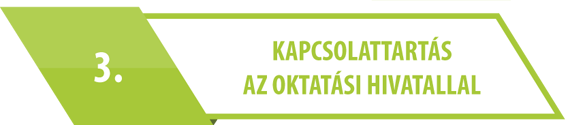 3.
KAPCSOLATTARTÁS
AZ OKTATÁSI HIVATALLAL